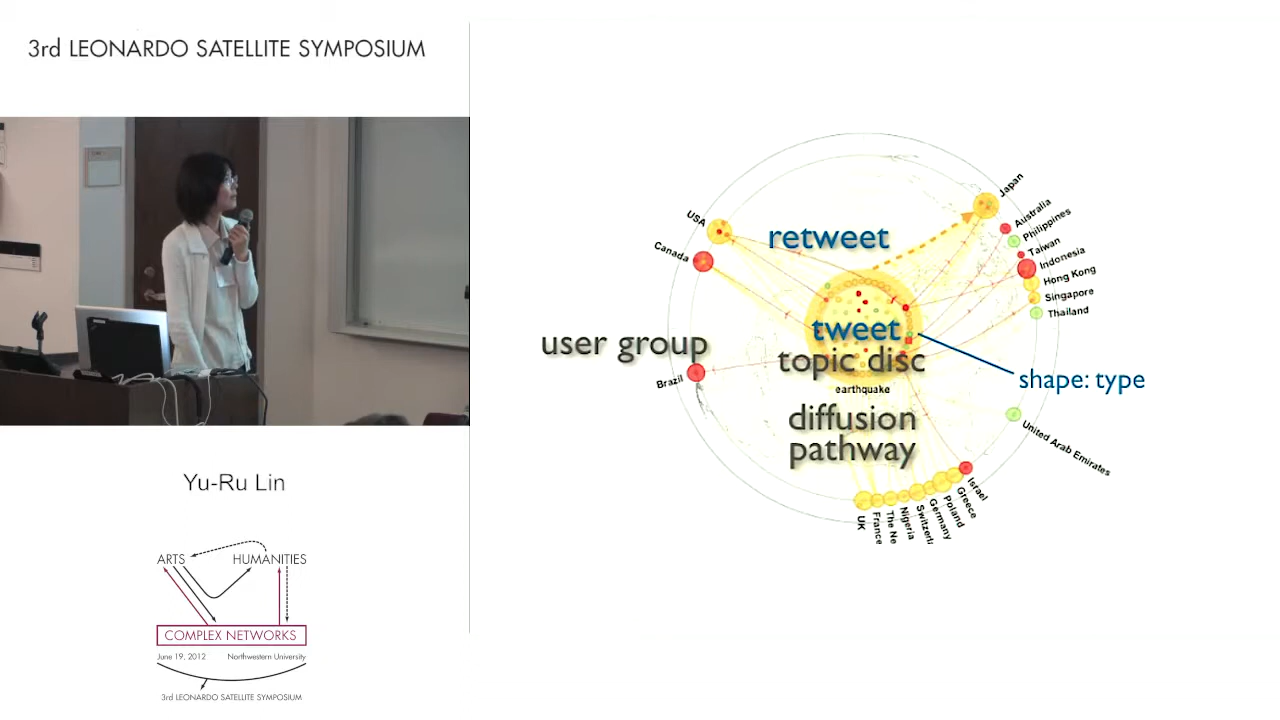 3rd LEONARDO SATELLITE SYMPOSIUM
Yu-Ru Lin
ARTS
HUMANITIES
COMPLEX NETWORKS
June 19, 2012
Northwestern University
3rd LEONARDO SATELLITE SYMPOSIUM
USA
Canada
retweet
Japan
Australia
Philippines
Taiwan
Indonesia
Hong Kong
Singapore
Thailand
tweet
user group
topic disc
shape: type
Brazil
earthquake
diffusion
pathway
United Arab Emirates
UK
France
The Ne
Nigeria
Switzerl
Germany
Poland
Greece
Israel